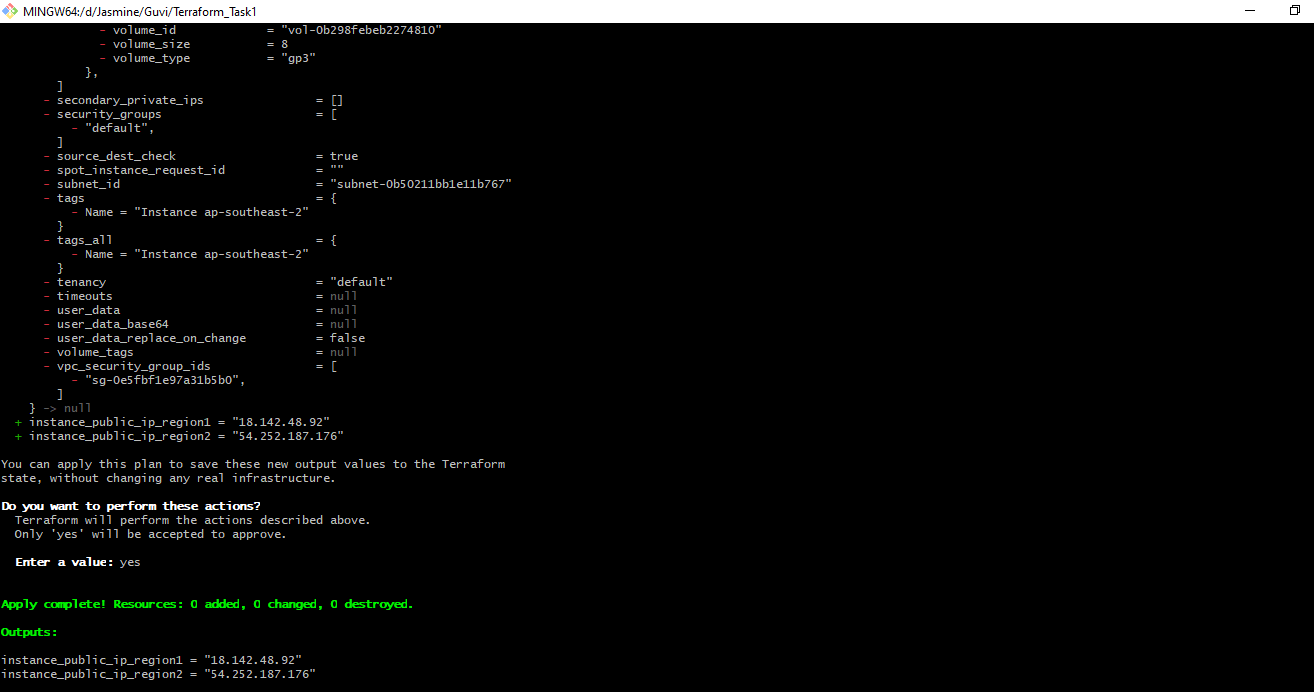 MINGW64:/d/Jasmine/Guvi/Terraform_Task1
- volume_id = "vol-0b298febeb2274810"
- volume_size = 8
- volume_type = "gp3"
},
]
- secondary_private_ips = []
- security_groups = [
- "default",
]
- source_dest_check = true
- spot_instance_request_id = ""
- subnet_id = "subnet-0b50211bb1e11b767"
- tags = {
- Name = "Instance ap-southeast-2"
}
- tags_all = {
- Name = "Instance ap-southeast-2"
}
- tenancy = "default"
- timeouts = null
- user_data = null
- user_data_base64 = null
- user_data_replace_on_change = false
- volume_tags = null
- vpc_security_group_ids = [
- "sg-0e5fbf1e97a31b5b0",
]
} -> null
+ instance_public_ip_region1 = "18.142.48.92"
+ instance_public_ip_region2 = "54.252.187.176"
You can apply this plan to save these new output values to the Terraform
state, without changing any real infrastructure.
Do you want to perform these actions?
Terraform will perform the actions described above.
Only 'yes' will be accepted to approve.
Enter a value: yes
Apply complete! Resources: 0 added, 0 changed, 0 destroyed.
Outputs:
instance_public_ip_region1 = "18.142.48.92"
instance_public_ip_region2 = "54.252.187.176"